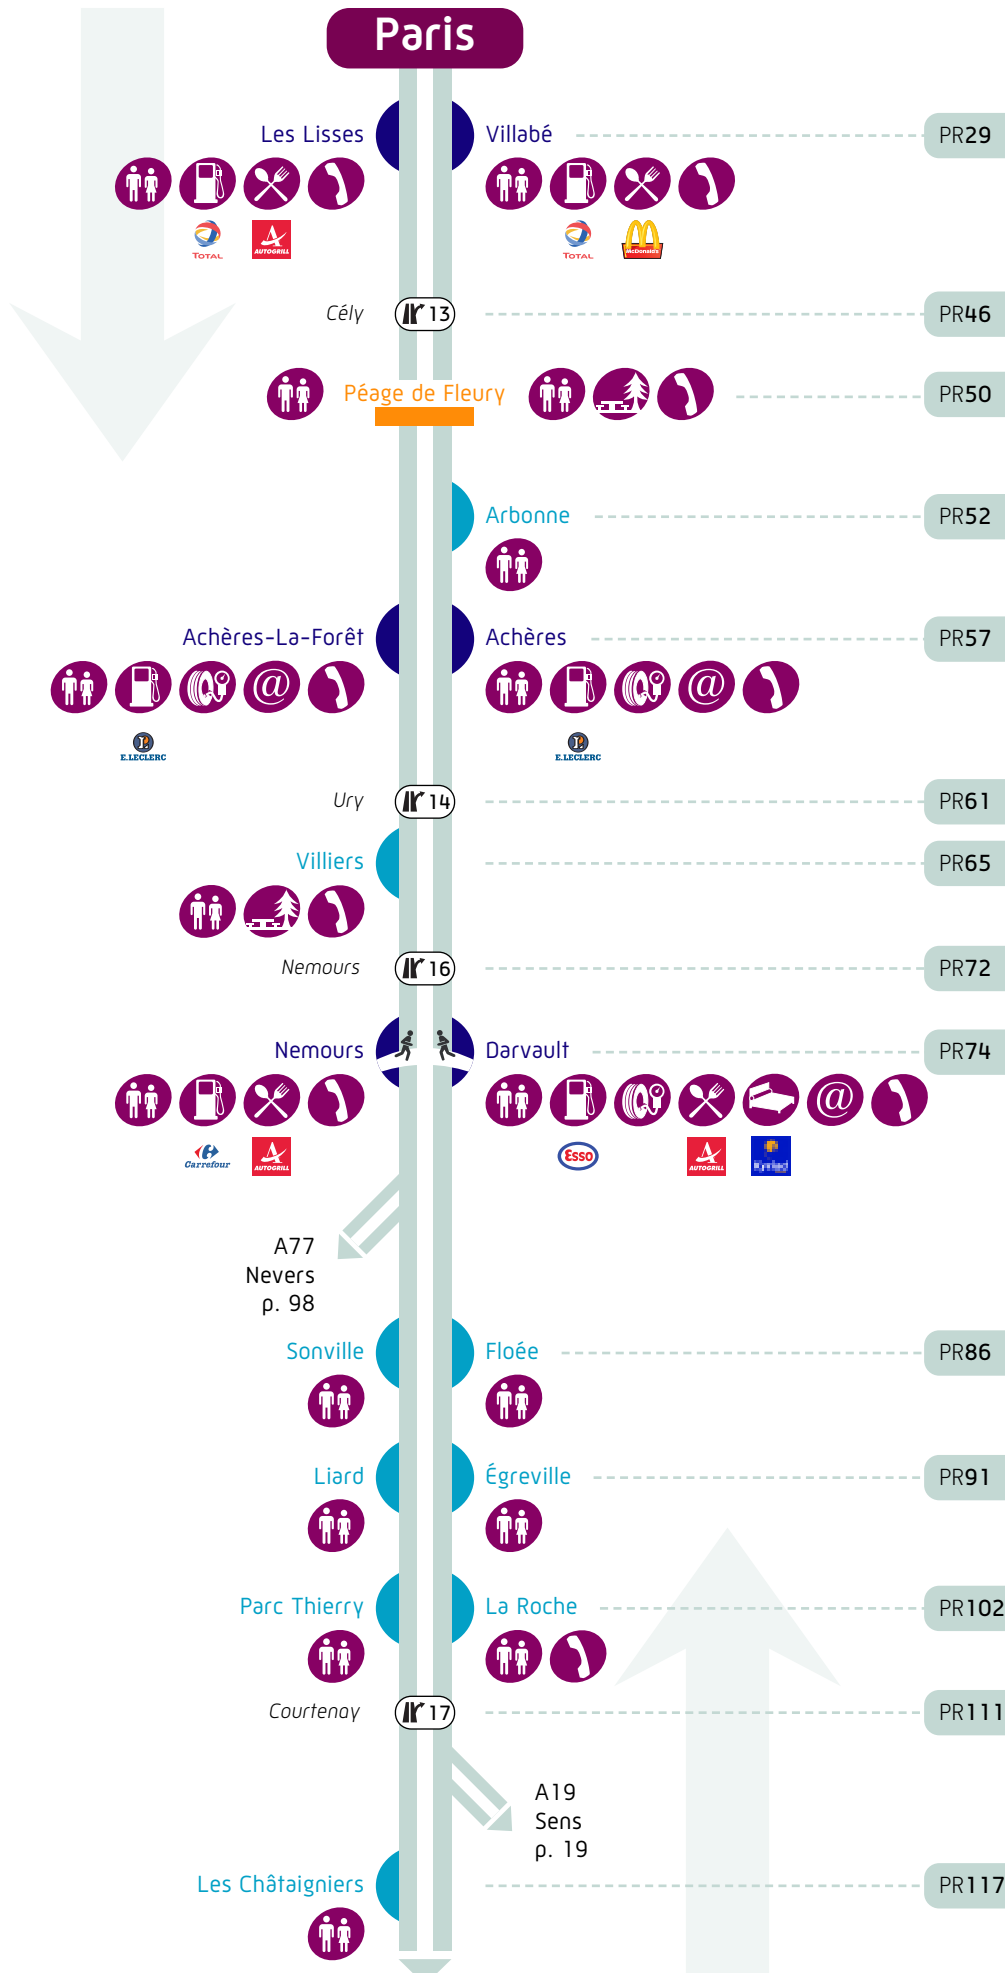 Paris
Les Lisses
Villabé
PR29
TOTAL
AUTOGRILL
TOTAL
McDonald's
Cély
13
PR46
Péage de Fleury
PR50
Arbonne
PR52
Achères-La-Forêt
Achères
PR57
@
@
E.LECLERC
E.LECLERC
Ury
14
PR61
Villiers
PR65
Nemours
16
PR72
Nemours
Darvault
PR74
@
Carrefour
AUTOGRILL
Esso
AUTOGRILL
A77
Nevers
p. 98
Sonville
Floée
PR86
Liard
Égreville
PR91
Parc Thierry
La Roche
PR102
Courtenay
17
PR111
A19
Sens
p. 19
Les Châtaigniers
PR117